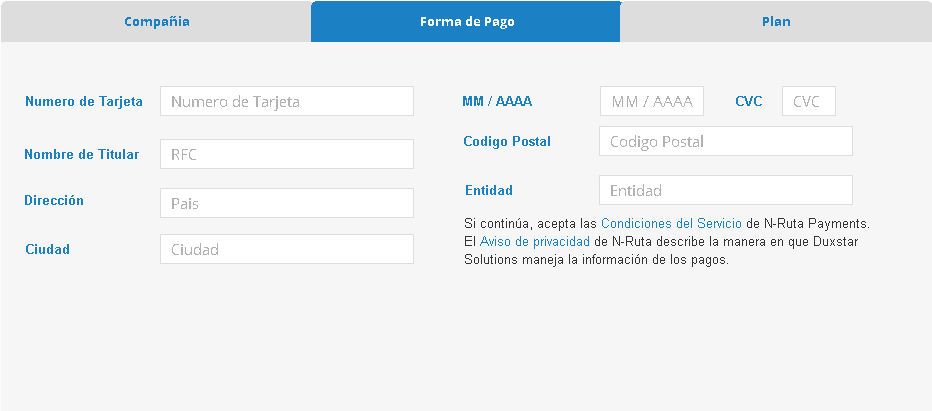 Compañia
Forma de Pago
Plan
Numero de Tarjeta
Numero de Tarjeta
MM / AAAA
MM / AAAA
CVC
CVC
Nombre de Titular
RFC
Codigo Postal
Codigo Postal
Dirección
Pais
Entidad
Entidad
Ciudad
Ciudad
Si continúa, acepta las Condiciones del Servicio de N-Ruta Payments.
El Aviso de privacidad de N-Ruta describe la manera en que Duxstar
Solutions maneja la información de los pagos.